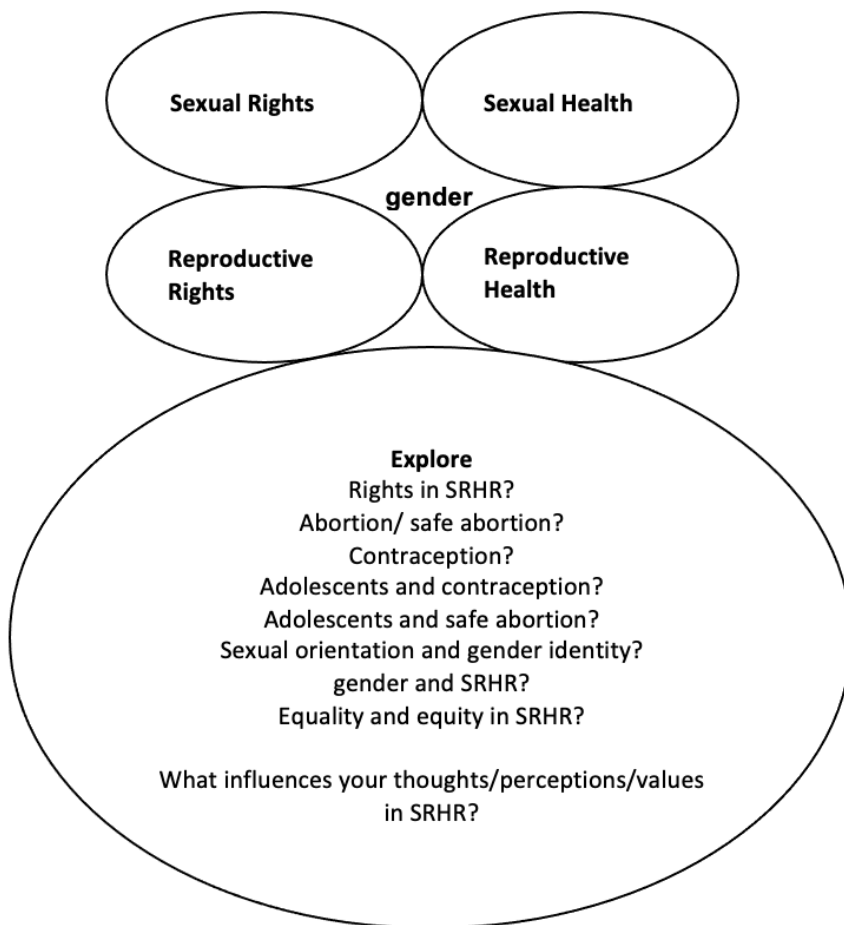 Sexual Rights
Sexual Health
gender
Reproductive
Rights
Reproductive
Health
Explore
Rights in SRHR?
Abortion/ safe abortion?
Contraception?
Adolescents and contraception?
Adolescents and safe abortion?
Sexual orientation and gender identity?
gender and SRHR?
Equality and equity in SRHR?
What influences your thoughts/perceptions/values
in SRHR?